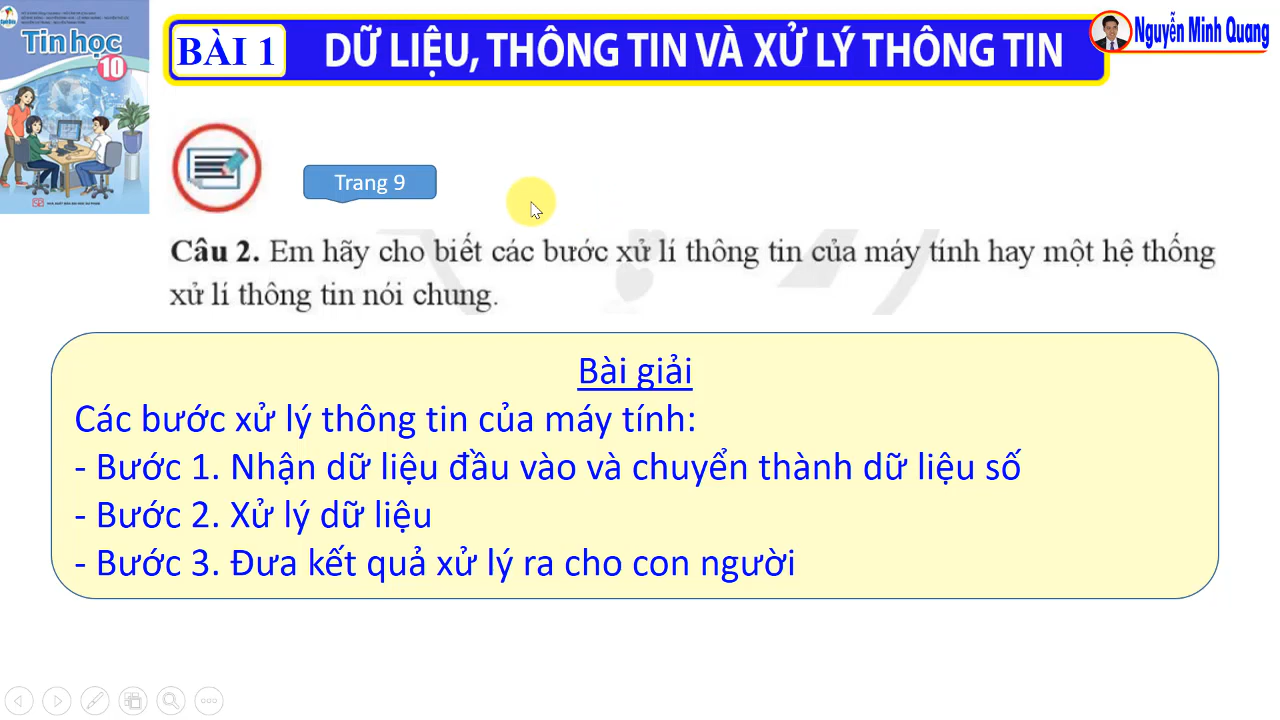 Cánh Diều
Tin học
10
BÀI 1
DỮ LIỆU, THÔNG TIN VÀ XỬ LÝ THÔNG TIN
Nguyễn Minh Quang
Trang 9
Câu 2. Em hãy cho biết các bước xử lí thông tin của máy tính hay một hệ thống
xử lí thông tin nói chung.
Bài giải
Các bước xử lý thông tin của máy tính:
- Bước 1. Nhận dữ liệu đầu vào và chuyển thành dữ liệu số
- Bước 2. Xử lý dữ liệu
- Bước 3. Đưa kết quả xử lý ra cho con người